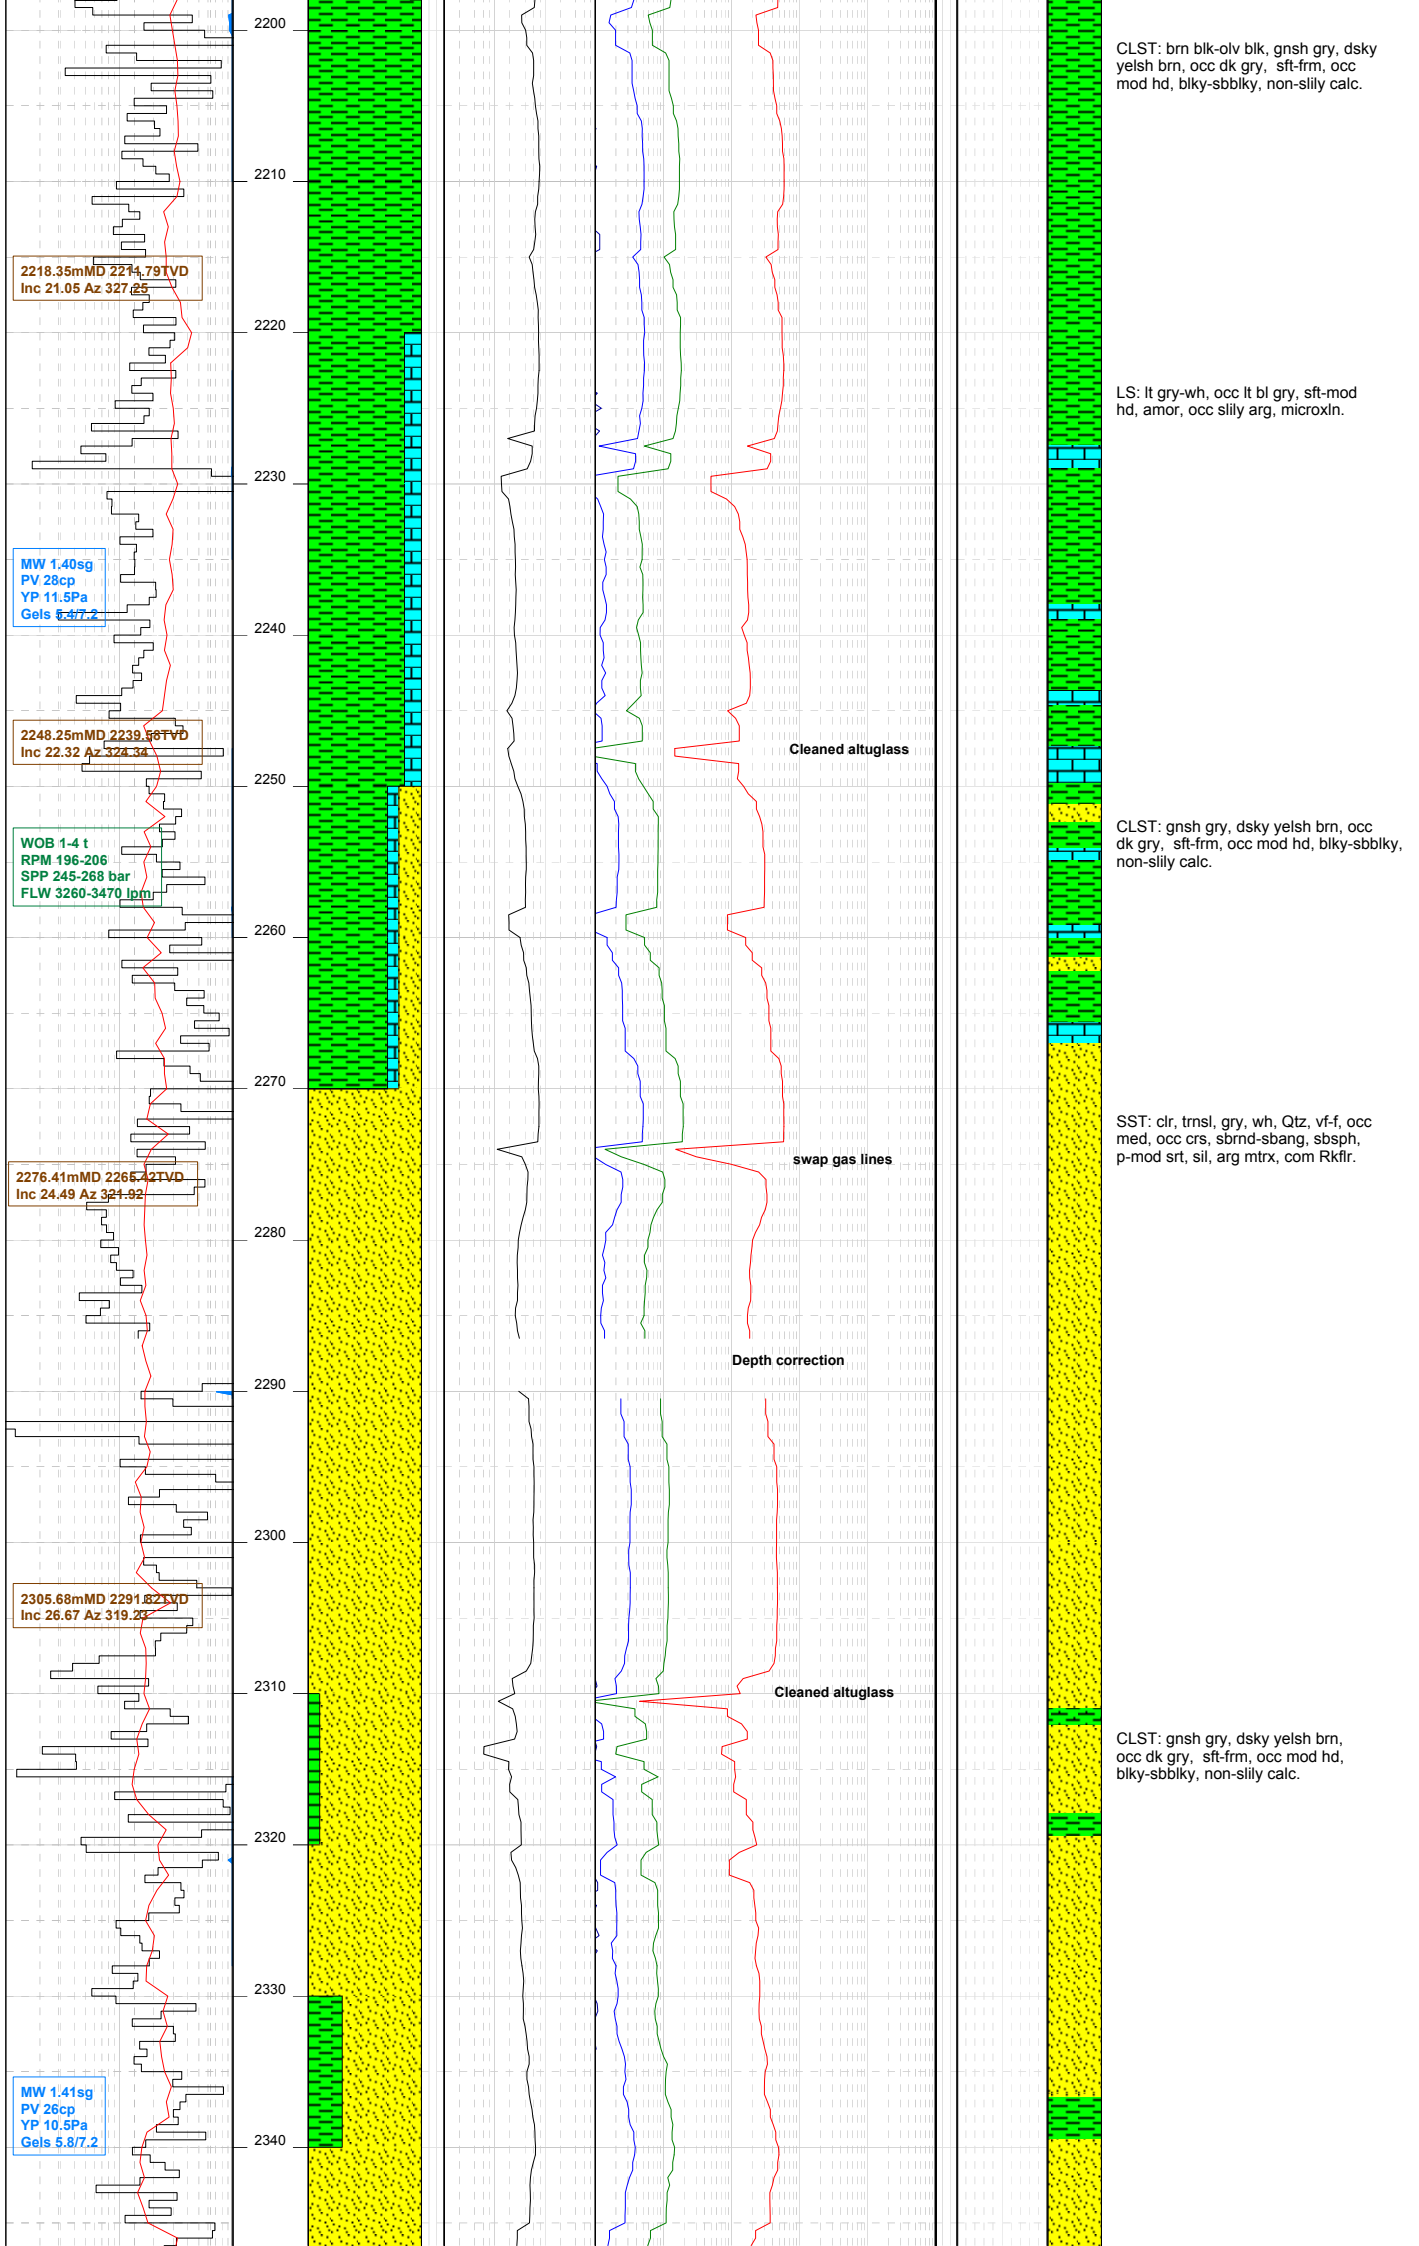 2200
CLST: brn blk-olv blk, gnsh gry, dsky
yelsh brn, occ dk gry, sft-frm, occ
mod hd, blky-sbblky, non-slily calc.
2210
2218.35mMD 2211.79TVD
Inc 21.05 Az 327.25
2220
LS: lt gry-wh, occ lt bl gry, sft-mod
hd, amor, occ slily arg, microxln.
2230
MW 1.40sg
PV 28cp
YP 11.5Pa
Gels 5.4/7.2
2240
2248.25mMD 2239.58TVD
Inc 22.32 Az 324.34
Cleaned altuglass
2250
WOB 1-4 t
RPM 196-206
SPP 245-268 bar
FLW 3260-3470 lpm
CLST: gnsh gry, dsky yelsh brn, occ
dk gry, sft-frm, occ mod hd, blky-sbblky,
non-slily calc.
2260
2270
SST: clr, trnsl, gry, wh, Qtz, vf-f, occ
med, occ crs, sbrnd-sbang, sbsph,
p-mod srt, sil, arg mtrx, com Rkflr.
swap gas lines
2276.41mMD 2265.42TVD
Inc 24.49 Az 321.92
2280
Depth correction
2290
2300
2305.68mMD 2291.82TVD
Inc 26.67 Az 319.23
2310
Cleaned altuglass
CLST: gnsh gry, dsky yelsh brn,
occ dk gry, sft-frm, occ mod hd,
blky-sbblky, non-slily calc.
2320
2330
MW 1.41sg
PV 26cp
YP 10.5Pa
Gels 5.8/7.2
2340